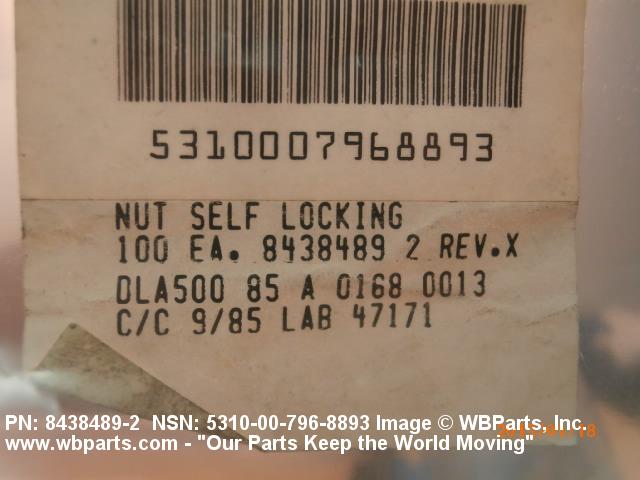 5310007968893
NUT SELF LOCKING
100 EA. 8438489 2 REV.X
DLA500 85 A 0168 0013
C/C 9/85 LAB 47171
PN: 8438489-2 NSN: 5310-00-796-8893 Image © WBParts, Inc.
www.wbparts.com - "Our Parts Keep the World Moving"